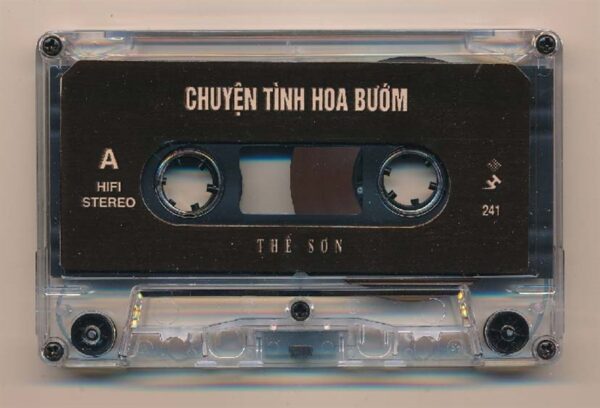 CHUYỆN TÌNH HOA BƯỚM
A
HIFI
STEREO
241
THẾ SƠN